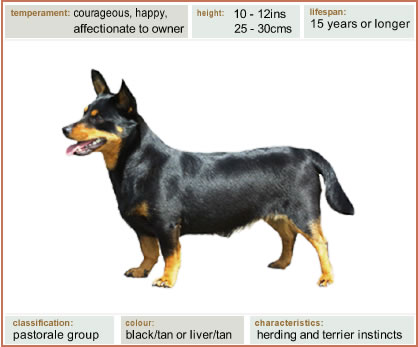 temperament: courageous, happy,
affectionate to owner
height: 10 - 12ins
25 - 30cms
lifespan:
15 years or longer
classification:
pastorale group
colour:
black/tan or liver/tan
characteristics:
herding and terrier instincts